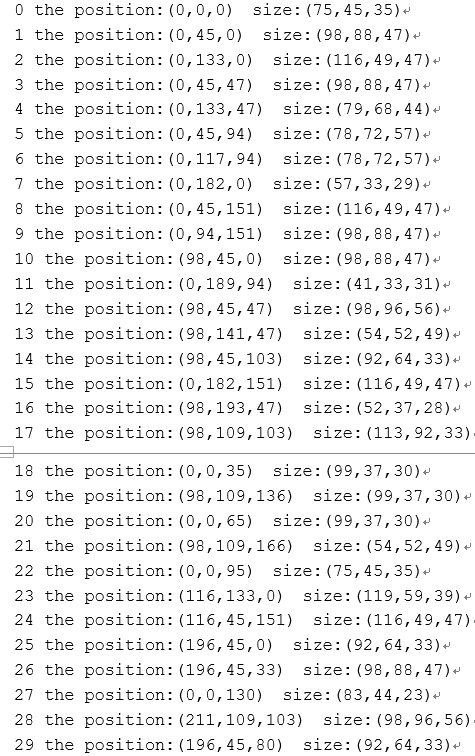 0 the position:(0,0,0) size:(75,45,35)↵
1 the position:(0,45,0) size:(98,88,47)↵
2 the position:(0,133,0) size:(116,49,47)↵
3 the position:(0,45,47) size:(98,88,47)↵
4 the position:(0,133,47) size:(79,68,44)↵
5 the position:(0,45,94) size:(78,72,57)↵
6 the position:(0,117,94) size:(78,72,57)↵
7 the position:(0,182,0) size:(57,33,29)↵
8 the position:(0,45,151) size:(116,49,47)↵
9 the position:(0,94,151) size:(98,88,47)↵
10 the position:(98,45,0) size:(98,88,47)↵
11 the position:(0,189,94) size:(41,33,31)↵
12 the position:(98,45,47) size:(98,96,56)↵
13 the position:(98,141,47) size:(54,52,49)↵
14 the position:(98,45,103) size:(92,64,33)↵
15 the position:(0,182,151) size:(116,49,47)↵
16 the position:(98,193,47) size:(52,37,28)↵
17 the position:(98,109,103) size:(113,92,33)↵
18 the position:(0,0,35) size:(99,37,30)↵
19 the position:(98,109,136) size:(99,37,30)↵
20 the position:(0,0,65) size:(99,37,30)↵
21 the position:(98,109,166) size:(54,52,49)↵
22 the position:(0,0,95) size:(75,45,35)↵
23 the position:(116,133,0) size:(119,59,39)↵
24 the position:(116,45,151) size:(116,49,47)↵
25 the position:(196,45,0) size:(92,64,33)↵
26 the position:(196,45,33) size:(98,88,47)↵
27 the position:(0,0,130) size:(83,44,23)↵
28 the position:(211,109,103) size:(98,96,56)↵
29 the position:(196,45,80) size:(92,64,33)↵